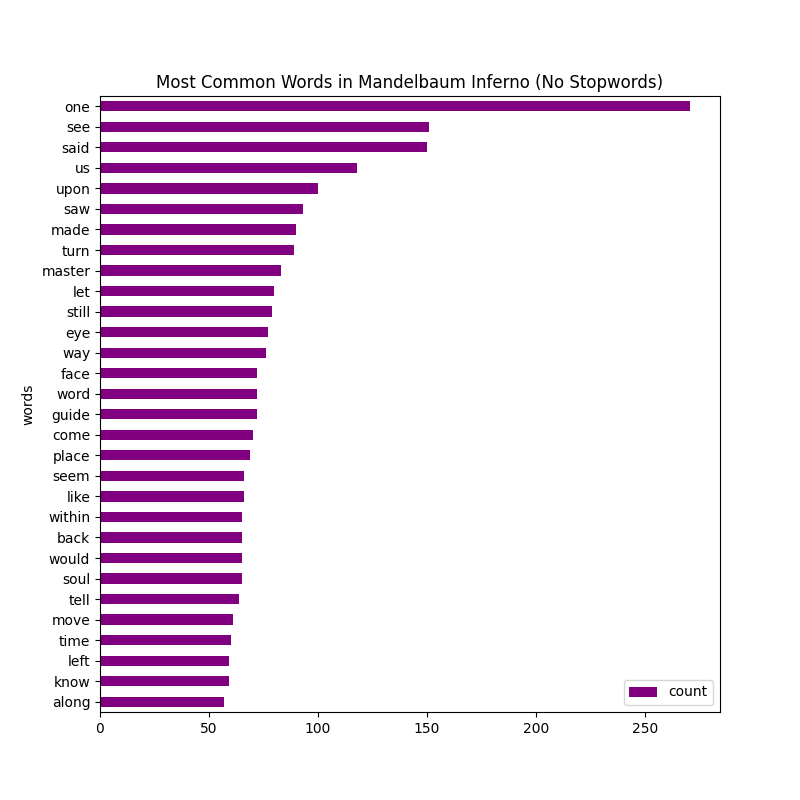 Most Common Words in Mandelbaum Inferno (No Stopwords)
one
see
said
us
upon
saw
made
turn
master
let
still
eye
way
face
word
guide
come
place
seem
like
within
back
would
soul
tell
move
time
left
know
along
words
count
0 50 100 150 200 250